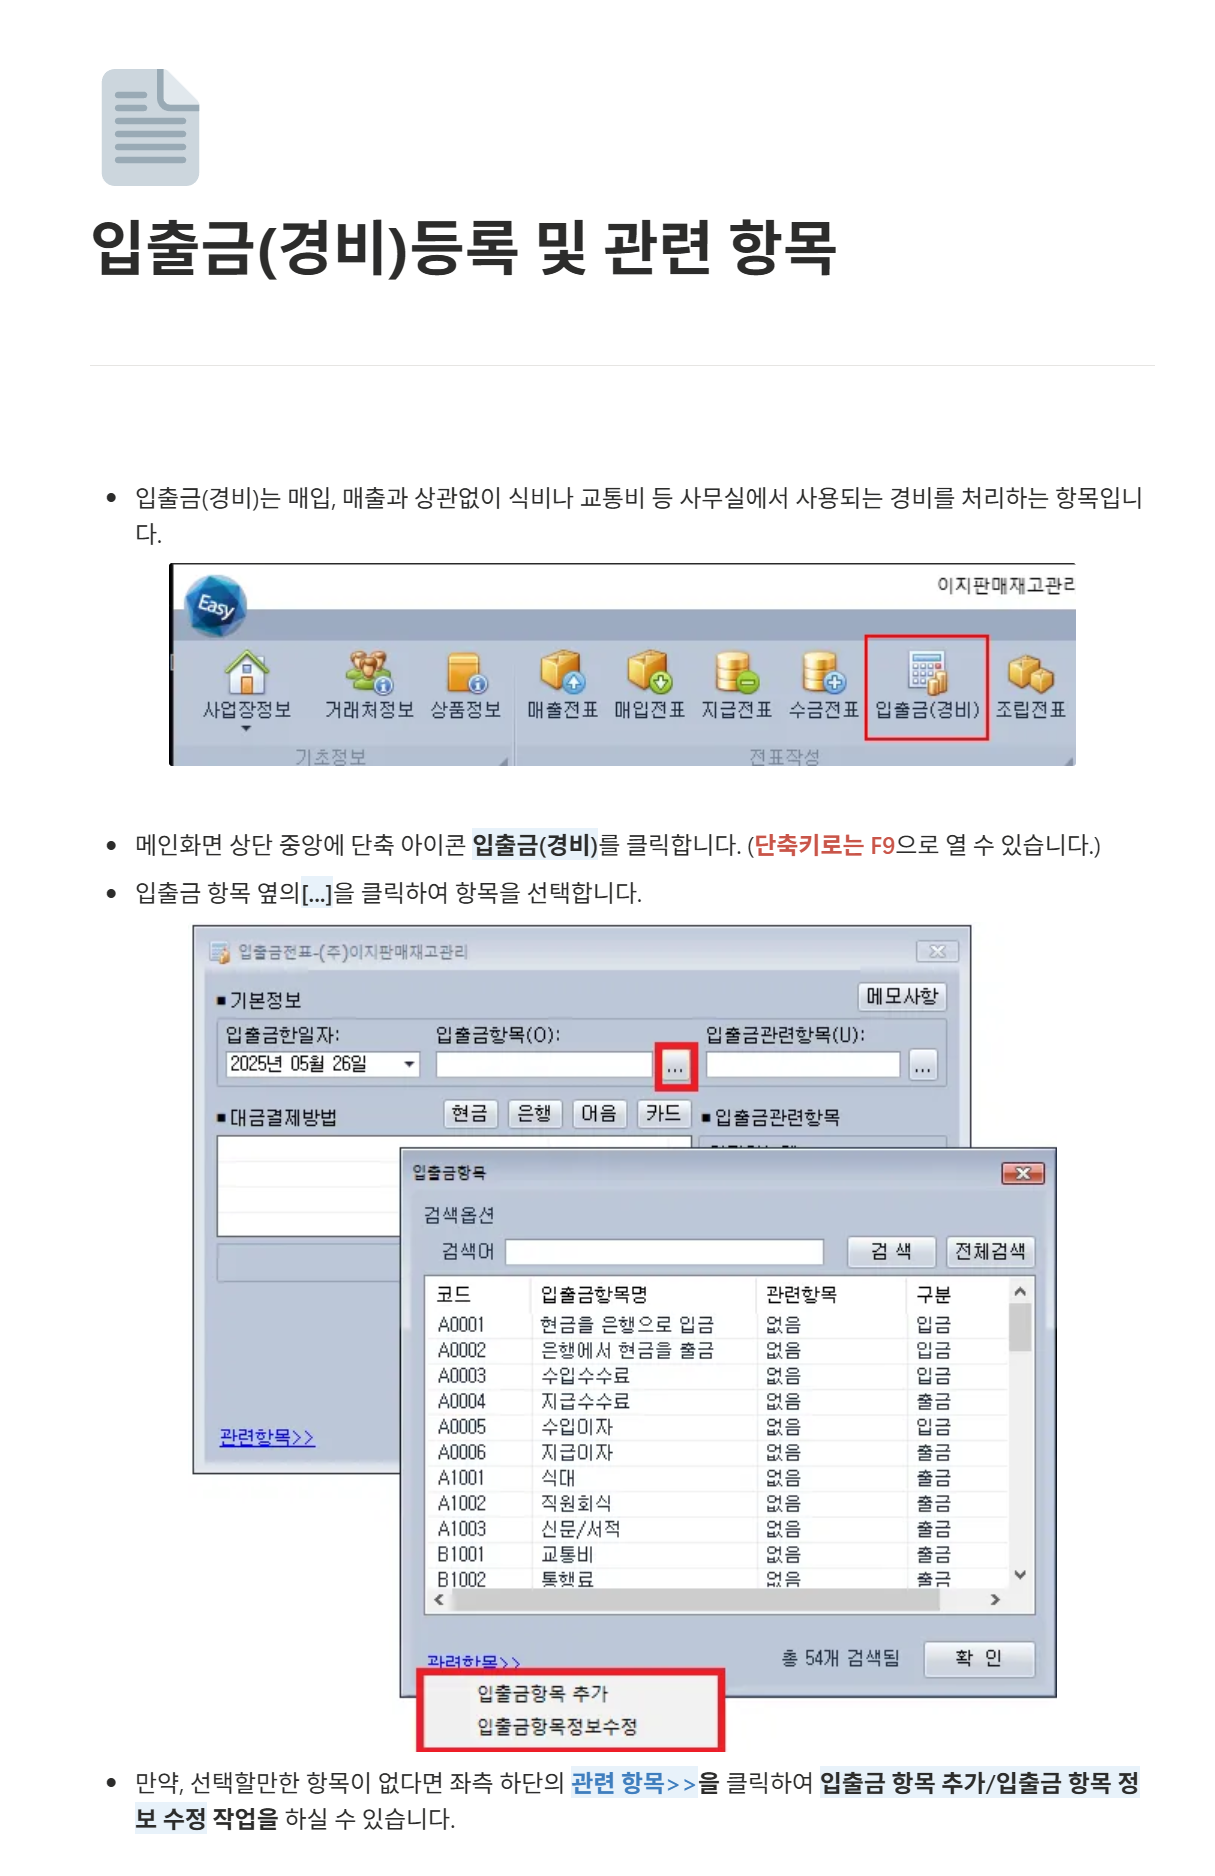 입출금(경비)등록 및 관련 항목
입출금(경비)는 매입, 매출과 상관없이 식비나 교통비 등 사무실에서 사용되는 경비를 처리하는 항목입니
다.
이지판매재고관리
Easy
사업장정보 거래처정보 상품정보 매출전표 매입전표 지급전표 수금전표 입출금(경비) 조립전표
기초정보 전표작성
메인화면 상단 중앙에 단축 아이콘 입출금(경비)를 클릭합니다. (단축키로는 F9으로 열 수 있습니다.)
입출금 항목 옆의[...]을 클릭하여 항목을 선택합니다.
입출금전표-(주)이지판매재고관리
■ 기본정보 메모사항
입출금한일자: 입출금항목(O): 입출금관련항목(U):
2025년 05월 26일 ... ...
■ 대금결제방법 현금 은행 어음 카드 ■ 입출금관련항목
입출금항목
검색옵션
검색어 검 색 전체검색
코드 입출금항목명 관련항목 구분
A0001 현금을 은행으로 입금 없음 입금
A0002 은행에서 현금을 출금 없음 입금
A0003 수입수수료 없음 입금
A0004 지급수수료 없음 출금
A0005 수입이자 없음 입금
A0006 지급이자 없음 출금
A1001 식대 없음 출금
A1002 직원회식 없음 출금
A1003 신문/서적 없음 출금
B1001 교통비 없음 출금
B1002 통행료 없음 출금
관련항목>>
총 54개 검색됨 확 인
관련항목>>
입출금항목 추가
입출금항목정보수정
만약, 선택할만한 항목이 없다면 좌측 하단의 관련 항목>>을 클릭하여 입출금 항목 추가/입출금 항목 정
보 수정 작업을 하실 수 있습니다.